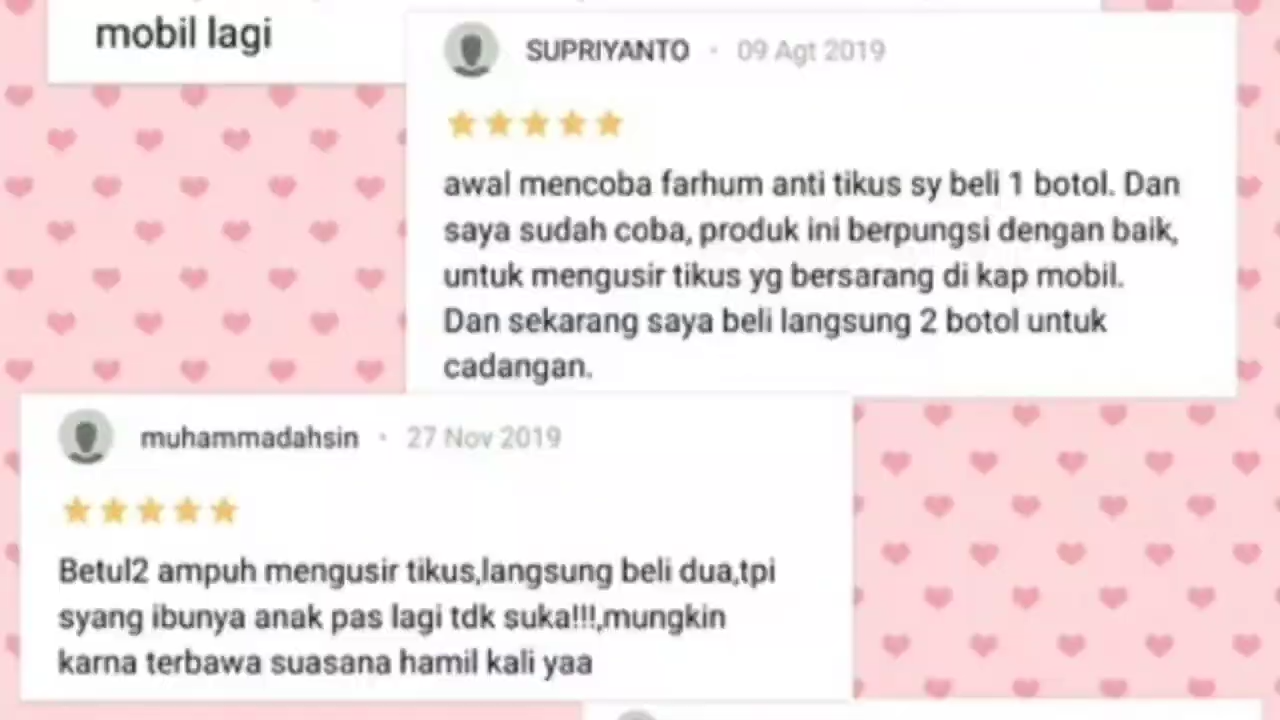 mobil lagi
SUPRIYANTO · 09 Agt 2019
awal mencoba farhum anti tikus sy beli 1 botol. Dan
saya sudah coba, produk ini berpungsi dengan baik,
untuk mengusir tikus yg bersarang di kap mobil.
Dan sekarang saya beli langsung 2 botol untuk
cadangan.
muhammadahsin · 27 Nov 2019
Betul2 ampuh mengusir tikus,langsung beli dua,tpi
syang ibunya anak pas lagi tdk suka!!!,mungkin
karna terbawa suasana hamil kali yaa